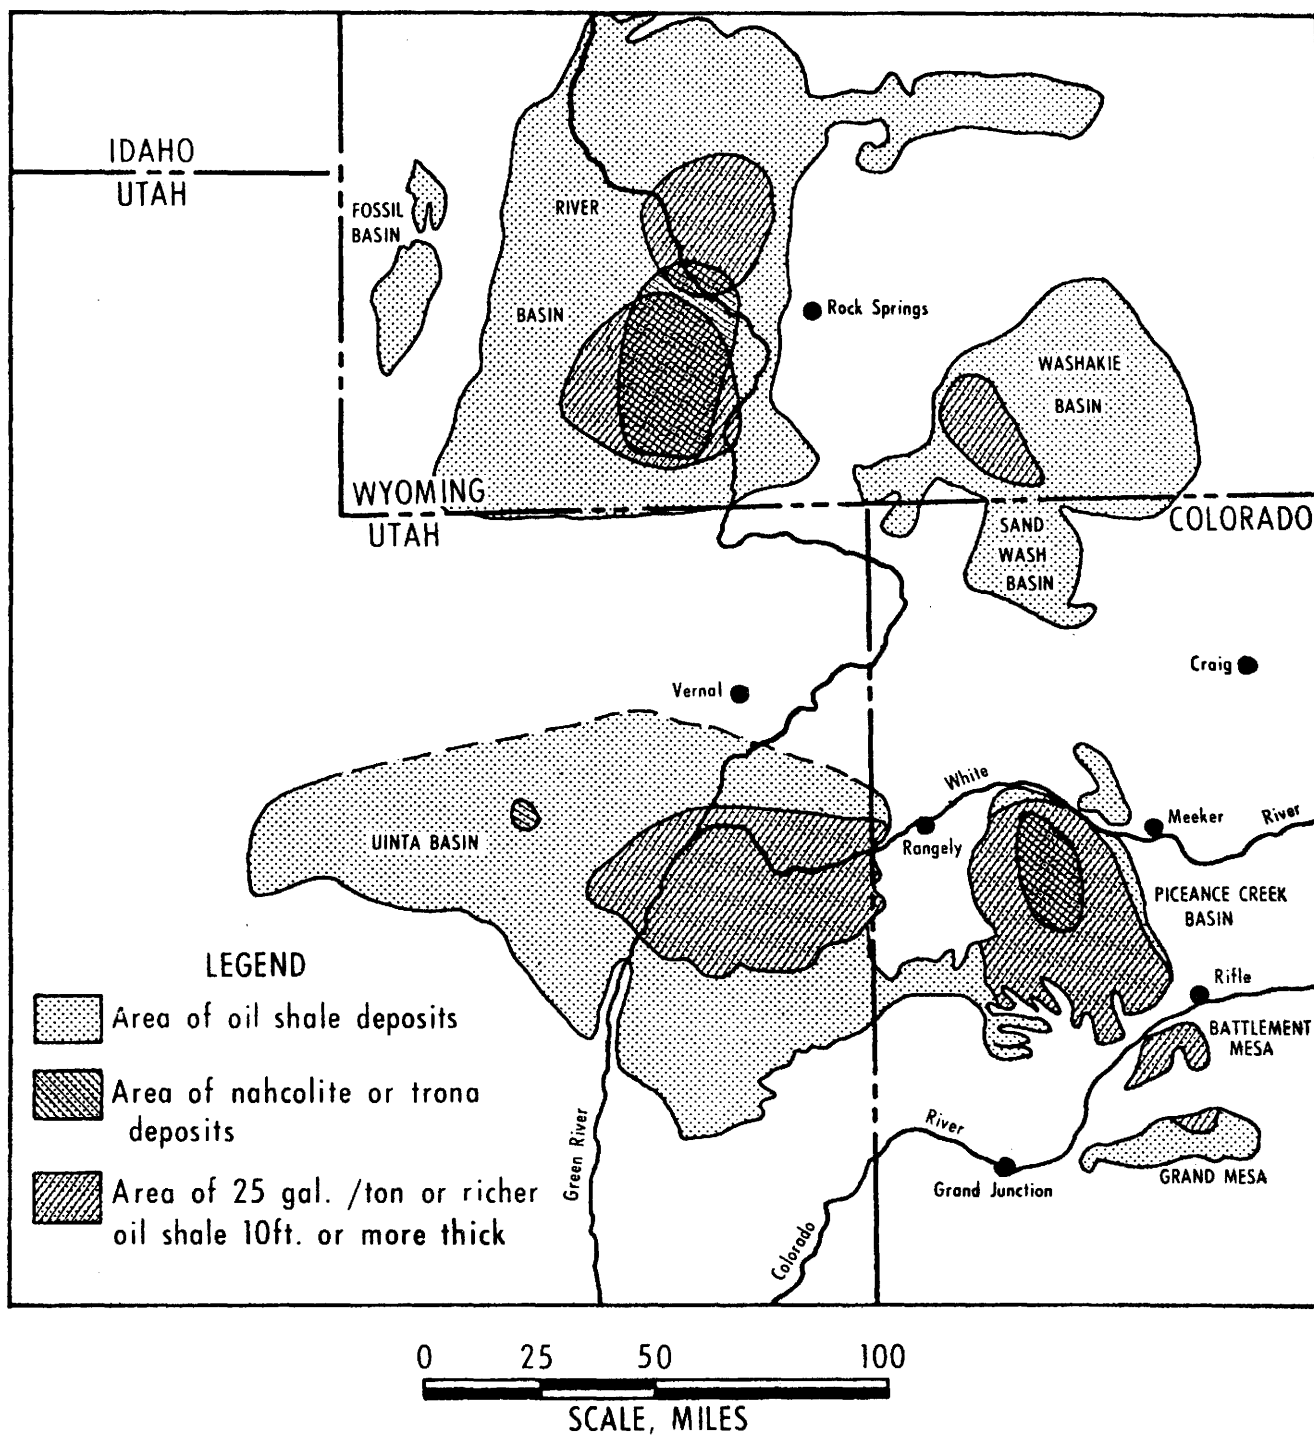 IDAHO
UTAH
FOSSIL
BASIN
RIVER
BASIN
Rock Springs
WASHAKIE
BASIN
WYOMING
UTAH
COLORADO
SAND
WASH
BASIN
Craig
Vernal
White
River
Meeker
Rangely
UINTA BASIN
PICEANCE CREEK
BASIN
Rifle
BATTLEMENT
MESA
LEGEND
Area of oil shale deposits
Area of nahcolite or trona
deposits
Area of 25 gal. /ton or richer
oil shale 10ft. or more thick
Green River
River
Colorado
Grand Junction
GRAND MESA
0 25 50 100
SCALE, MILES